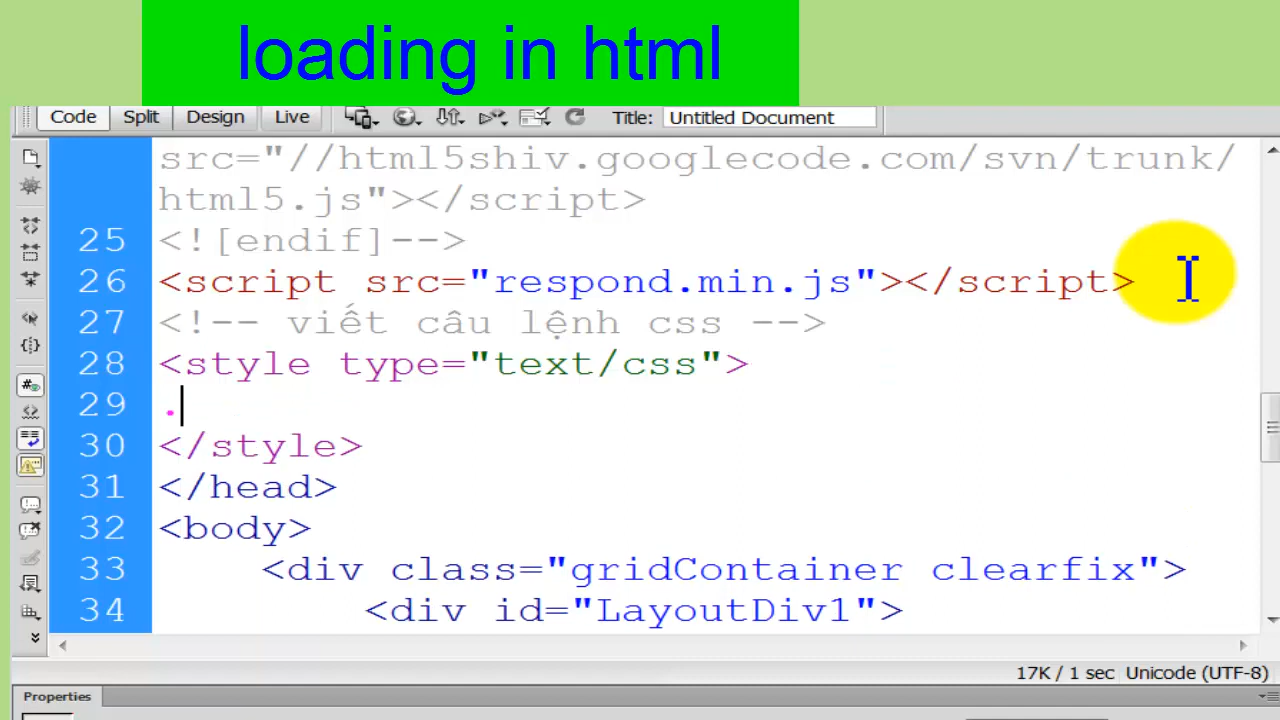 loading in html
Code Split Design Live Title: Untitled Document
src="//html5shiv.googlecode.com/svn/trunk/
html5.js"></script>
25 <![endif]-->
26 <script src="respond.min.js"></script>
27 <!-- viết câu lệnh css -->
28 <style type="text/css">
29 .
30 </style>
31 </head>
32 <body>
33 <div class="gridContainer clearfix">
34 <div id="LayoutDiv1">
17K / 1 sec Unicode (UTF-8)
Properties